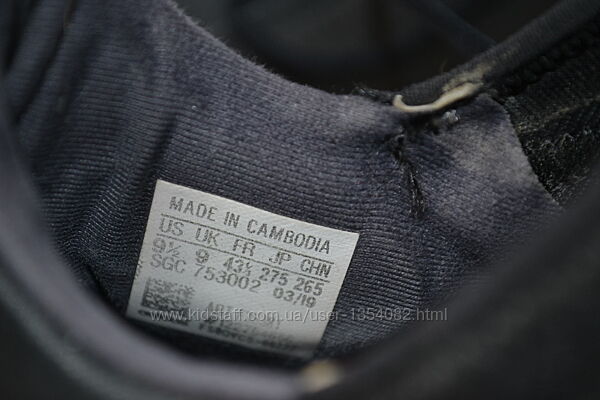 MADE IN CAMBODIA
US UK FR JP CHN
9½ 9 43⅓ 275 265
SGC 753002 03/19
ART
www.kidstaff.com.ua/user-1354082.html